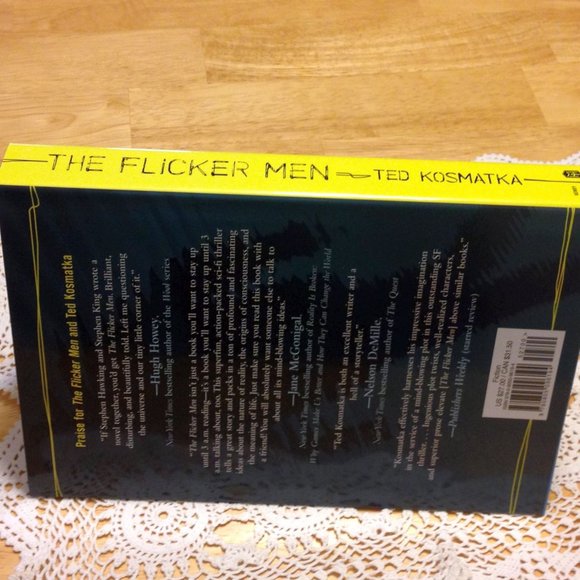 THE FLICKER MEN TED KOSMATKA
Praise for The Flicker Men and Ted Kosmatka
"If Stephen Hawking and Stephen King wrote a
novel together, you'd get The Flicker Men. Brilliant,
disturbing, and beautifully told. Left me questioning
the universe and our tiny little corner of it."
—Hugh Howey,
New York Times bestselling author of the Wool series
"The Flicker Men isn't just a book you'll want to stay up
until 3 a.m. reading—it's a book you'll want to stay up until 3
a.m. talking about, too. This superfun, action-packed sci-fi thriller
tells a great story and packs in a ton of profound and fascinating
ideas about the nature of reality, the origins of consciousness, and
the meaning of life. Just make sure you read this book with
a friend! You will absolutely want someone else to talk to
about all its mind-blowing ideas."
—Jane McGonigal,
New York Times bestselling author of Reality Is Broken:
Why Games Make Us Better and How They Can Change the World
"Ted Kosmatka is both an excellent writer and a
hell of a storyteller."
—Nelson DeMille,
New York Times bestselling author of The Quest
"Kosmatka effectively harnesses his impressive imagination
in the service of a mind-blowing plot in this outstanding SF
thriller. . . . Ingenious plot twists, well-realized characters,
and superior prose elevate [The Flicker Men] above similar books."
—Publishers Weekly (starred review)
Fiction
US $27.00 / CAN $31.50